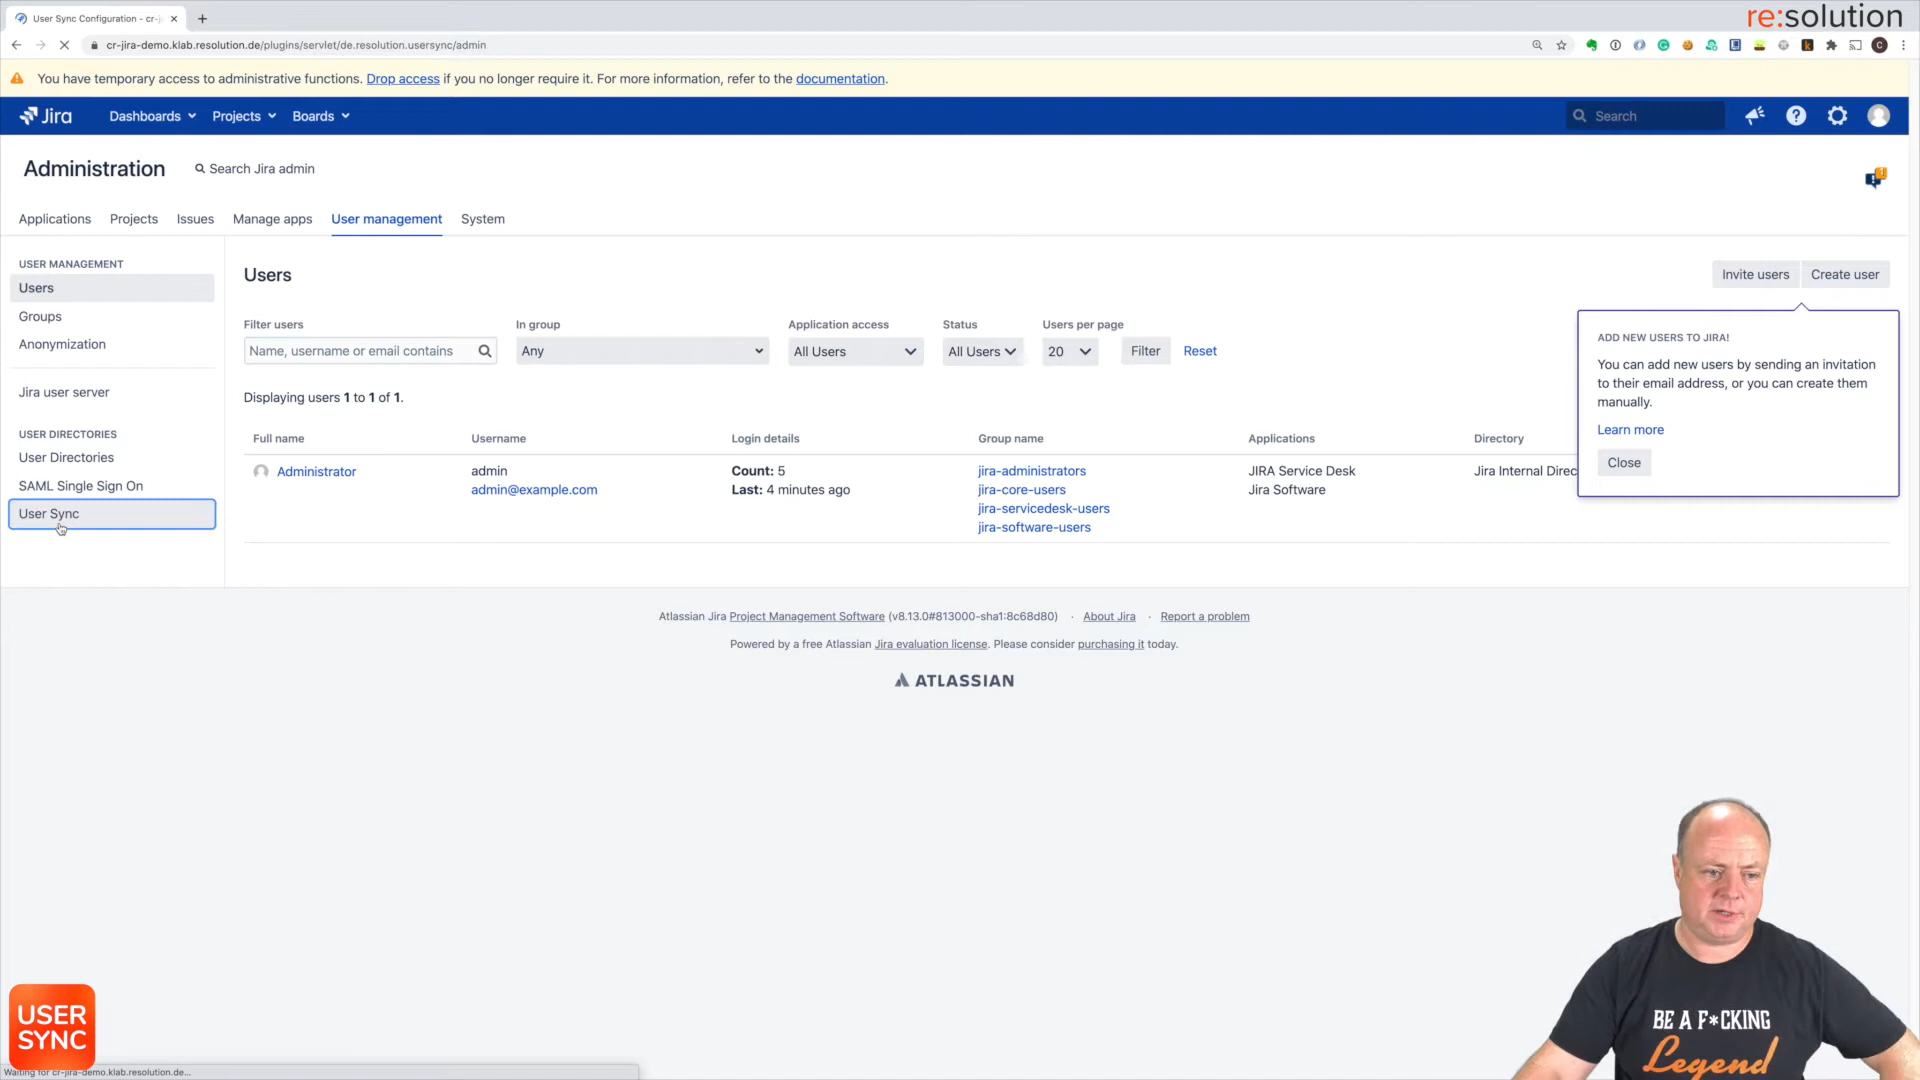 User Sync Configuration - cr-ji
re:solution
cr-jira-demo.klab.resolution.de/plugins/servlet/de.resolution.usersync/admin
C
You have temporary access to administrative functions. Drop access if you no longer require it. For more information, refer to the documentation.
Jira
Dashboards
Projects
Boards
Search
Administration
Search Jira admin
Applications
Projects
Issues
Manage apps
User management
System
USER MANAGEMENT
Users
Groups
Anonymization
Jira user server
USER DIRECTORIES
User Directories
SAML Single Sign On
User Sync
Users
Invite users
Create user
Filter users
In group
Application access
Status
Users per page
Name, username or email contains
Any
All Users
All Users
20
Filter
Reset
ADD NEW USERS TO JIRA!
You can add new users by sending an invitation
to their email address, or you can create them
manually.
Learn more
Close
Displaying users 1 to 1 of 1.
Full name
Username
Login details
Group name
Applications
Directory
Administrator
admin
admin@example.com
Count: 5
Last: 4 minutes ago
jira-administrators
jira-core-users
jira-servicedesk-users
jira-software-users
JIRA Service Desk
Jira Software
Jira Internal Direc
Atlassian Jira Project Management Software (v8.13.0#813000-sha1:8c68d80) · About Jira · Report a problem
Powered by a free Atlassian Jira evaluation license. Please consider purchasing it today.
ATLASSIAN
USER
SYNC
Waiting for cr-jira-demo.klab.resolution.de...
BE A F*CKING
Legend